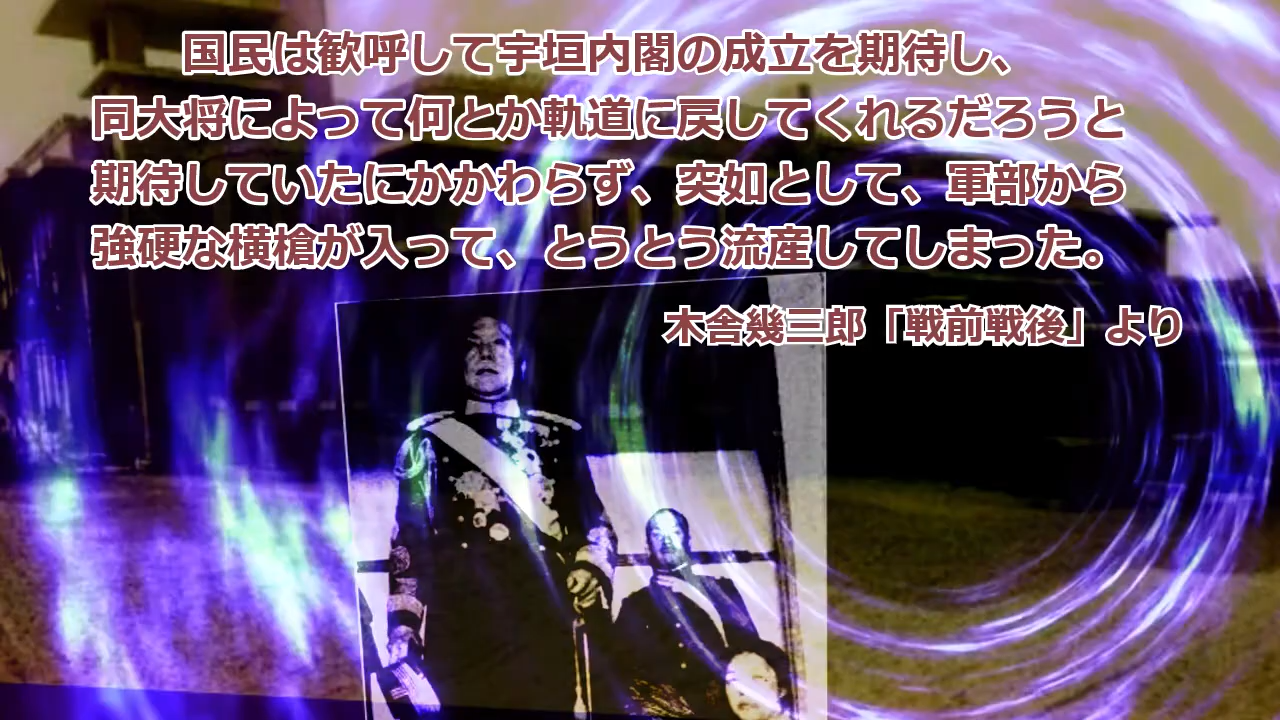 国民は歓呼して宇垣内閣の成立を期待し、
同大将によって何とか軌道に戻してくれるだろうと
期待していたにかかわらず、突如として、軍部から
強硬な横槍が入って、とうとう流産してしまった。
木舎幾三郎「戦前戦後」より